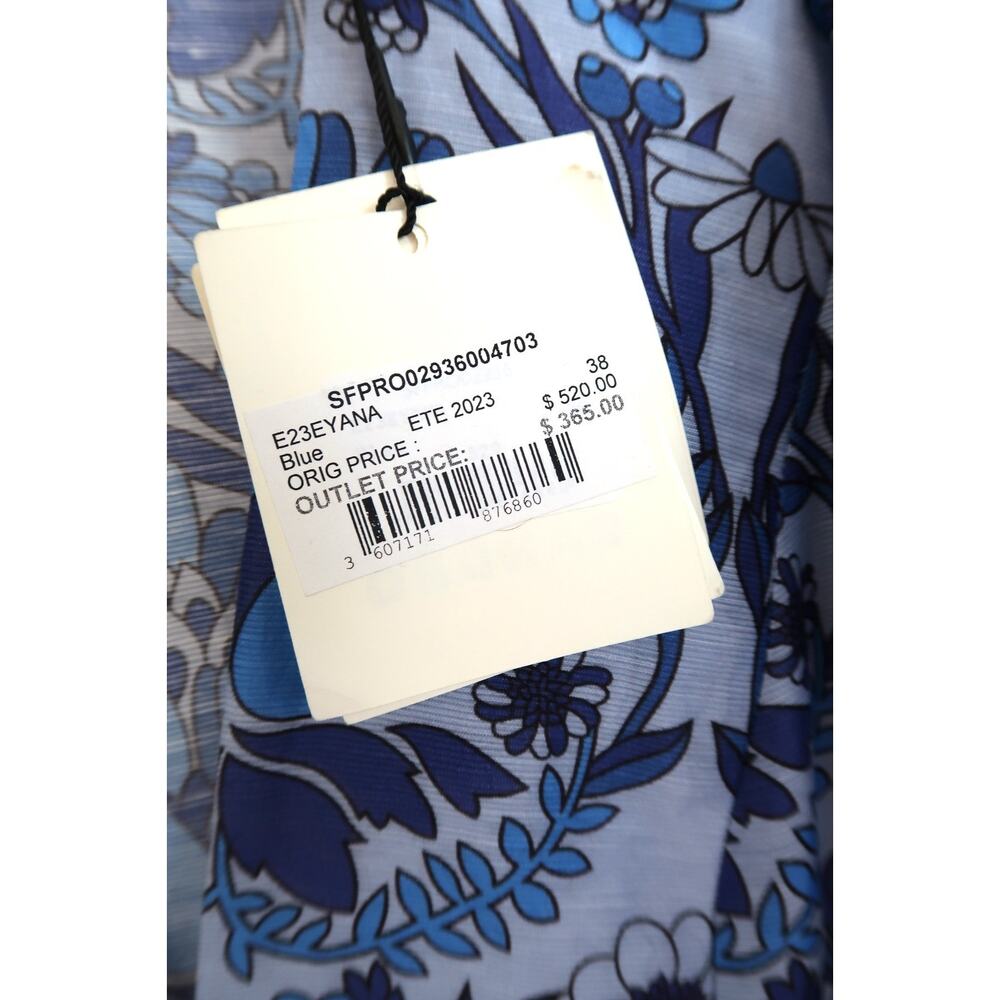 SFPRO02936004703
E23EYANA ETE 2023 38
Blue $ 520.00
ORIG PRICE : $ 365.00
OUTLET PRICE:
3 607171 876860